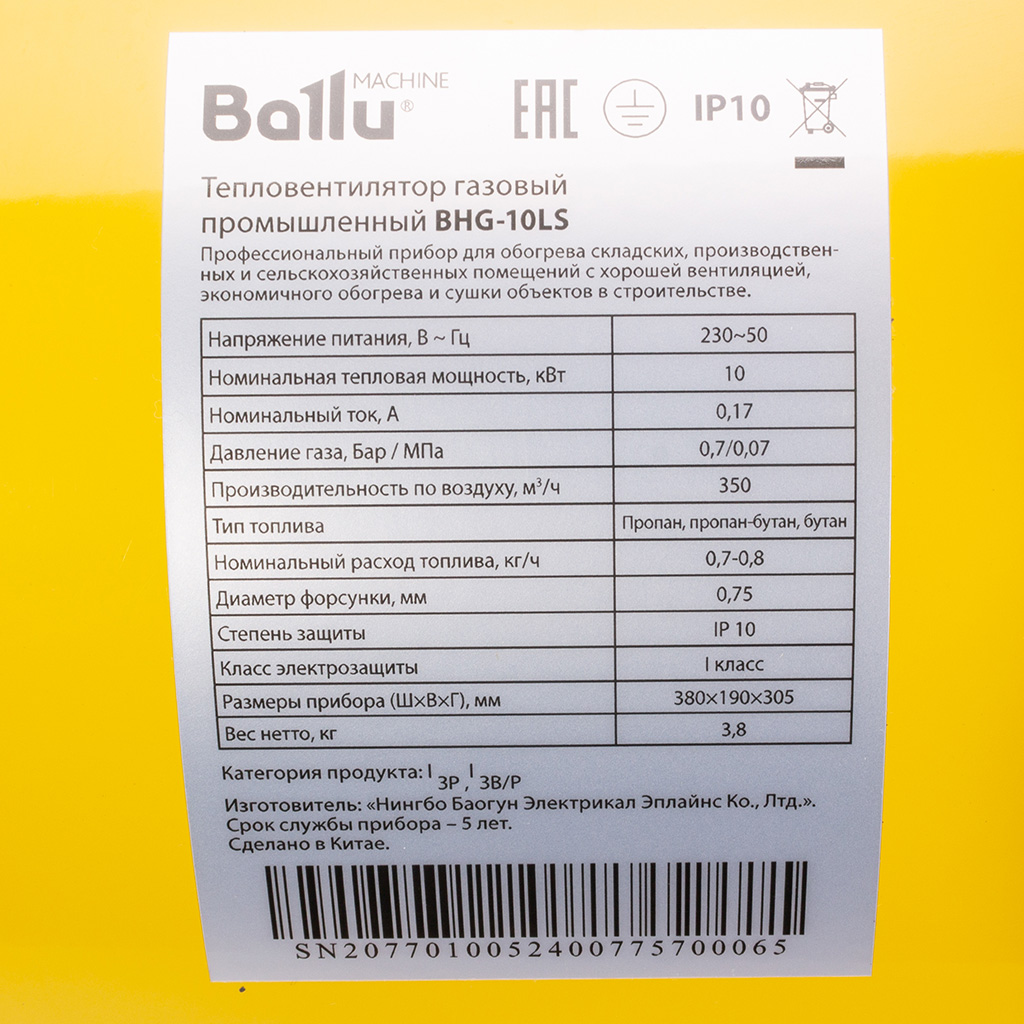 Ballu MACHINE ® EAC IP10
Тепловентилятор газовый
промышленный BHG-10LS
Профессиональный прибор для обогрева складских, производствен-
ных и сельскохозяйственных помещений с хорошей вентиляцией,
экономичного обогрева и сушки объектов в строительстве.
Напряжение питания, В ~ Гц 230~50
Номинальная тепловая мощность, кВт 10
Номинальный ток, А 0,17
Давление газа, Бар / МПа 0,7/0,07
Производительность по воздуху, м³/ч 350
Тип топлива Пропан, пропан-бутан, бутан
Номинальный расход топлива, кг/ч 0,7-0,8
Диаметр форсунки, мм 0,75
Степень защиты IP 10
Класс электрозащиты I класс
Размеры прибора (Ш×В×Г), мм 380×190×305
Вес нетто, кг 3,8
Категория продукта: I 3P , I 3B/P
Изготовитель: «Нингбо Баогун Электрикал Эплайнс Ко., Лтд.».
Срок службы прибора – 5 лет.
Сделано в Китае.
SN2077010052400775700065